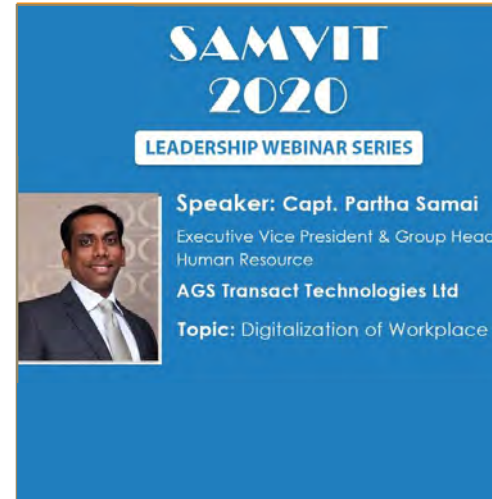 SAMVIT
2020
LEADERSHIP WEBINAR SERIES
Speaker: Capt. Partha Samai
Executive Vice President & Group Head
Human Resource
AGS Transact Technologies Ltd
Topic: Digitalization of Workplace